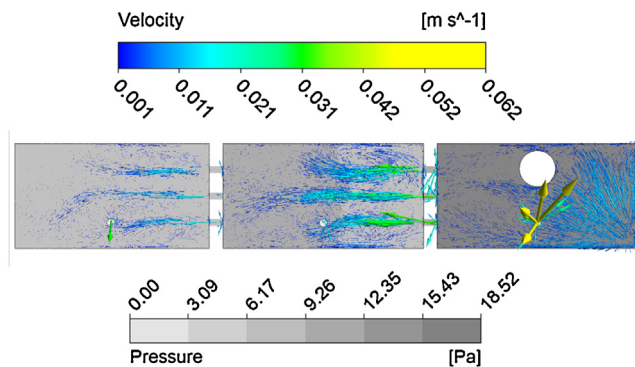 Velocity [m s^-1]
0.001 0.011 0.021 0.031 0.042 0.052 0.062
0.00 3.09 6.17 9.26 12.35 15.43 18.52
Pressure [Pa]